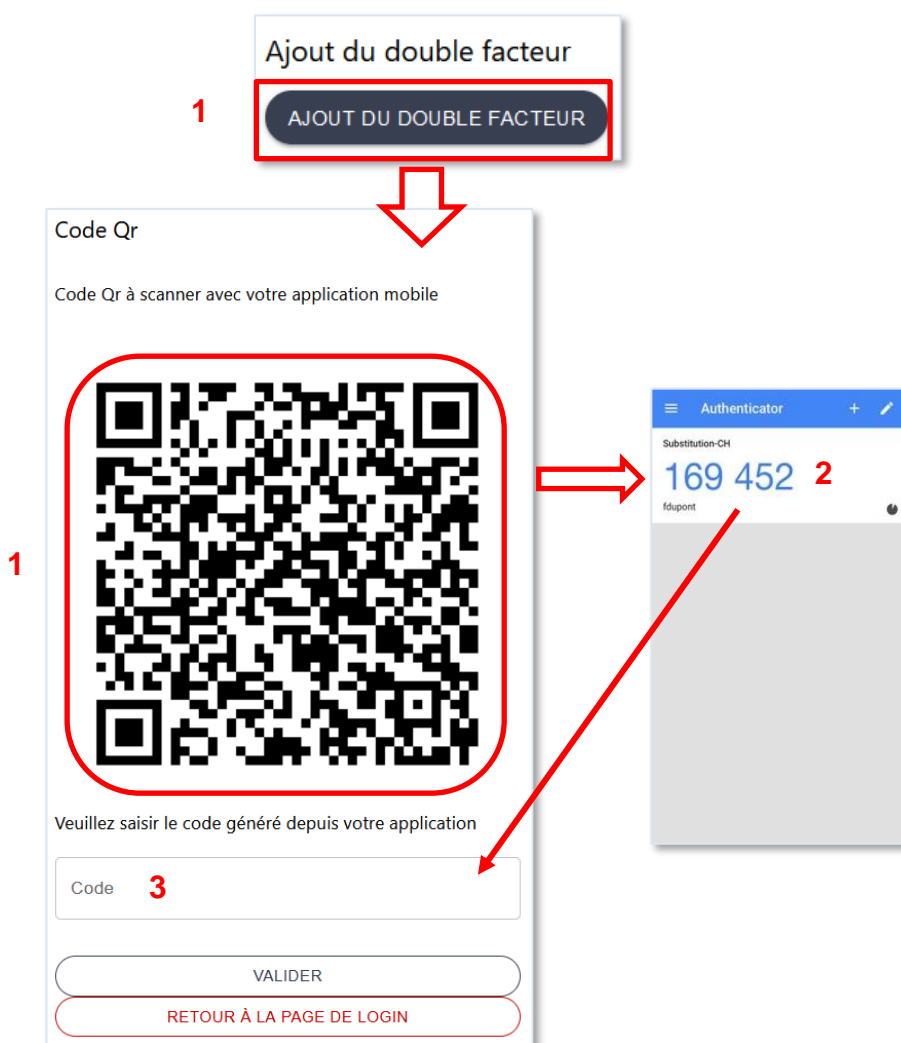 Ajout du double facteur
1
AJOUT DU DOUBLE FACTEUR
Code Qr
Code Qr à scanner avec votre application mobile
1
Authenticator
Substitution-CH
169 452
2
fdupont
Veuillez saisir le code généré depuis votre application
Code
3
VALIDER
RETOUR À LA PAGE DE LOGIN